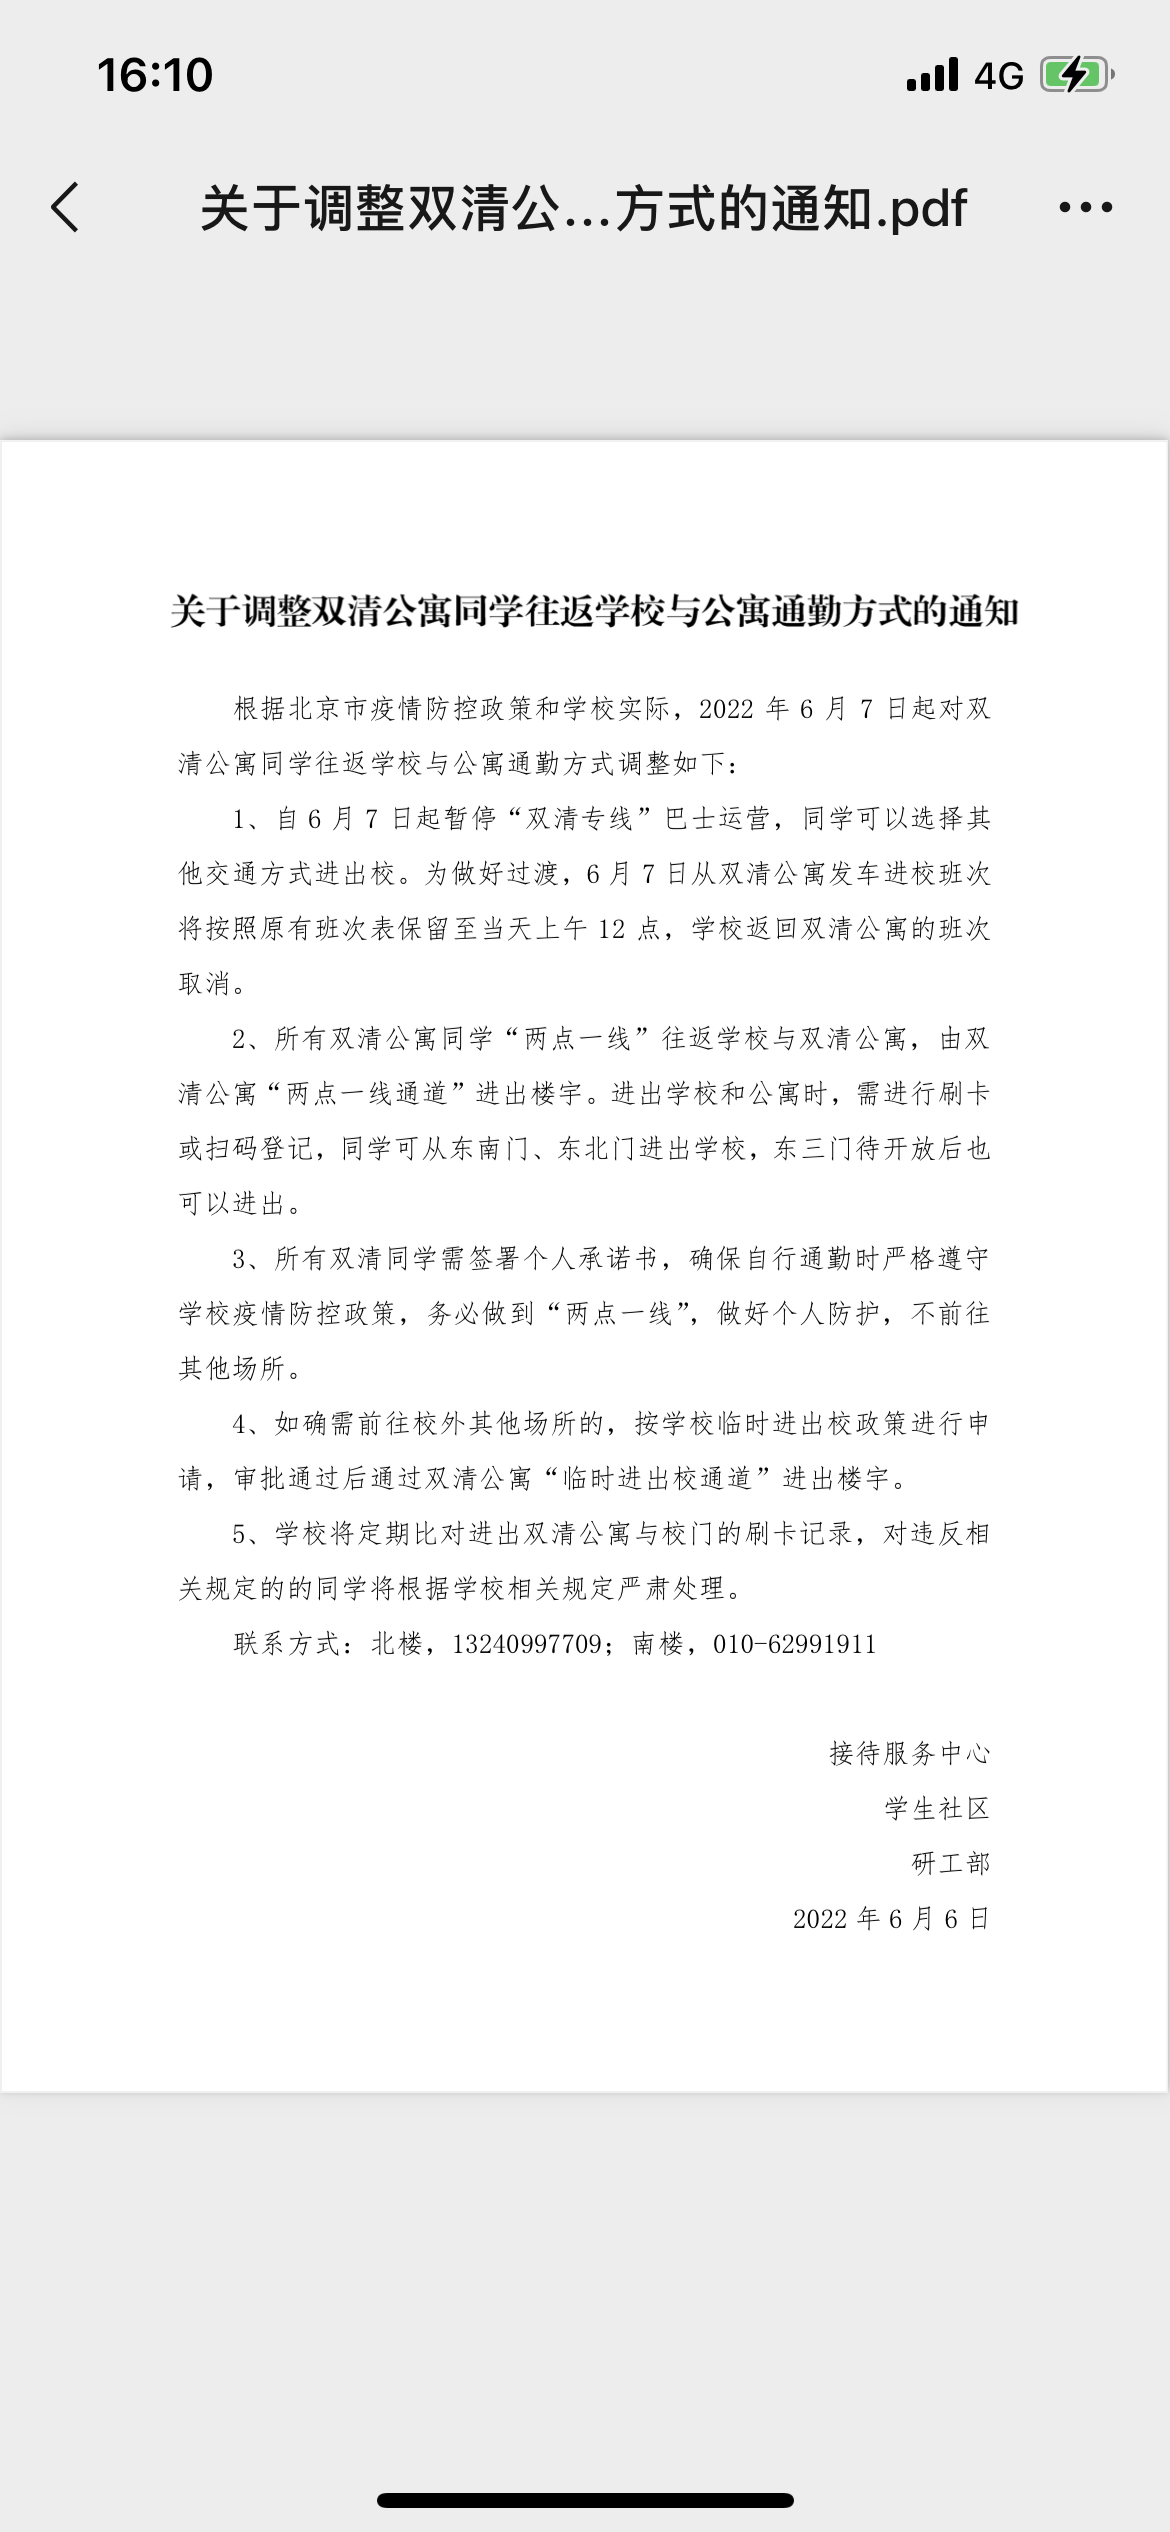 16:10
4G
关于调整双清公...方式的通知.pdf
关于调整双清公寓同学往返学校与公寓通勤方式的通知
根据北京市疫情防控政策和学校实际，2022 年 6 月 7 日起对双
清公寓同学往返学校与公寓通勤方式调整如下：
1、自 6 月 7 日起暂停“双清专线”巴士运营，同学可以选择其
他交通方式进出校。为做好过渡，6 月 7 日从双清公寓发车进校班次
将按照原有班次表保留至当天上午 12 点，学校返回双清公寓的班次
取消。
2、所有双清公寓同学“两点一线”往返学校与双清公寓，由双
清公寓“两点一线通道”进出楼宇。进出学校和公寓时，需进行刷卡
或扫码登记，同学可从东南门、东北门进出学校，东三门待开放后也
可以进出。
3、所有双清同学需签署个人承诺书，确保自行通勤时严格遵守
学校疫情防控政策，务必做到“两点一线”，做好个人防护，不前往
其他场所。
4、如确需前往校外其他场所的，按学校临时进出校政策进行申
请，审批通过后通过双清公寓“临时进出校通道”进出楼宇。
5、学校将定期比对进出双清公寓与校门的刷卡记录，对违反相
关规定的的同学将根据学校相关规定严肃处理。
联系方式：北楼，13240997709；南楼，010-62991911
接待服务中心
学生社区
研工部
2022 年 6 月 6 日